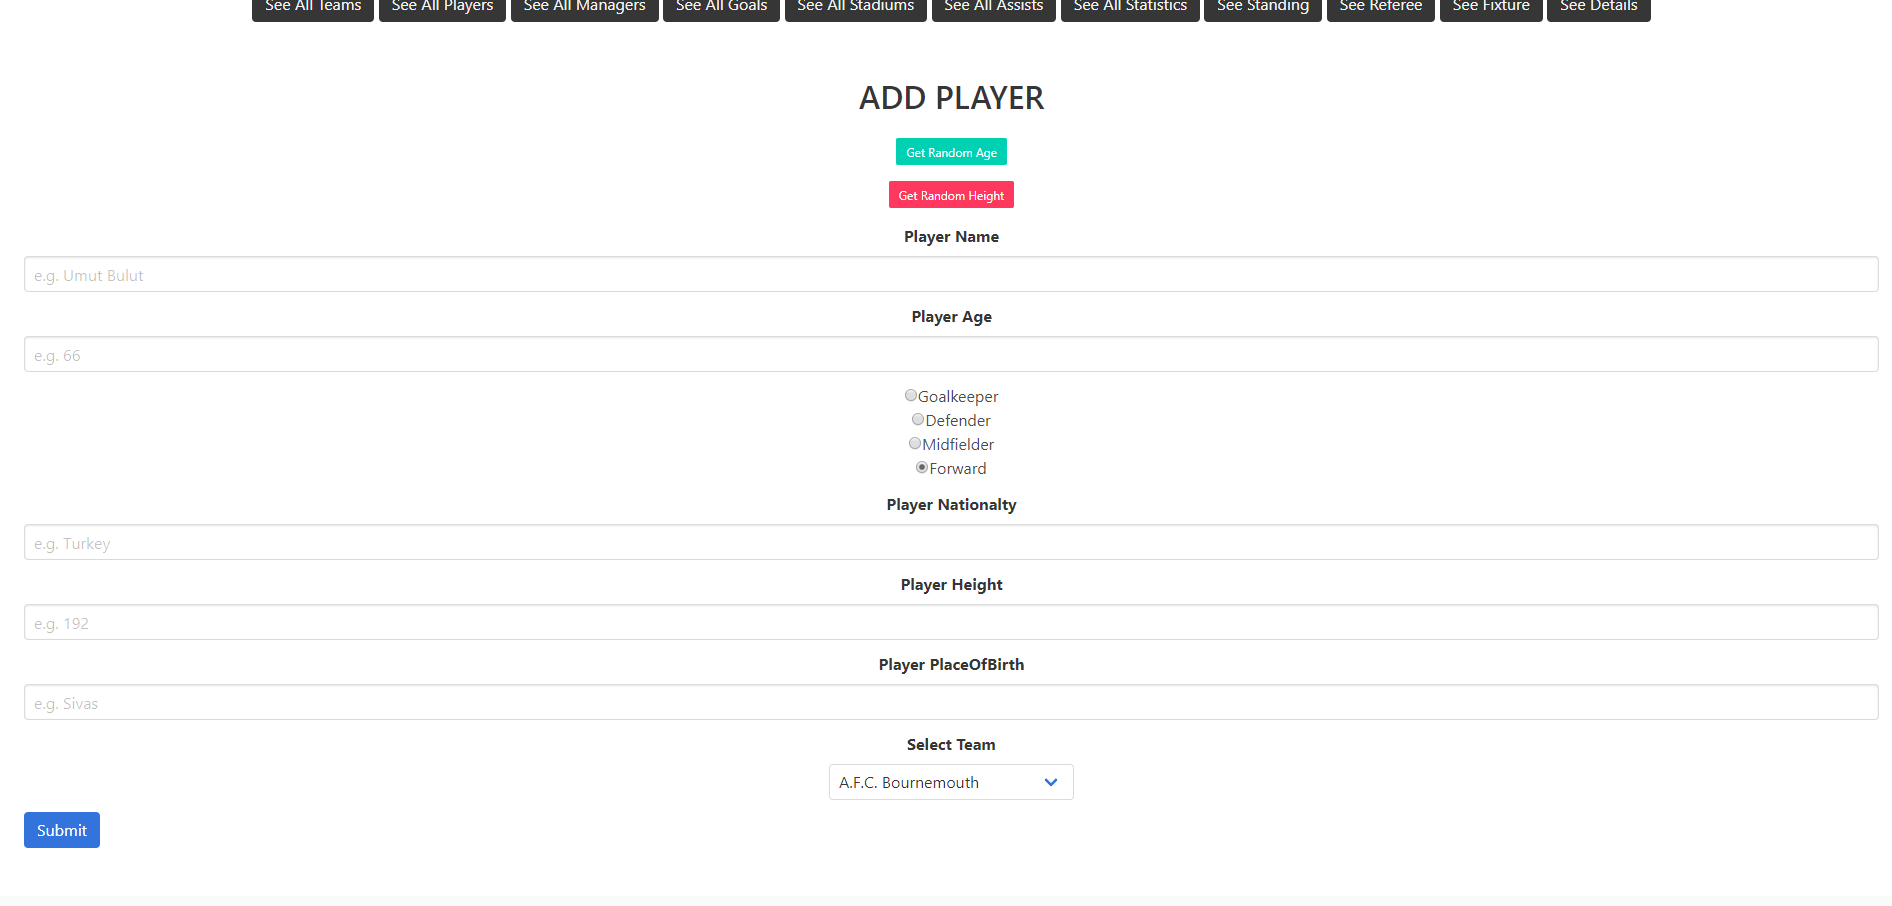 See All Teams See All Players See All Managers See All Goals See All Stadiums See All Assists See All Statistics See Standing See Referee See Fixture See Details
ADD PLAYER
Get Random Age
Get Random Height
Player Name
e.g. Umut Bulut
Player Age
e.g. 66
Goalkeeper
Defender
Midfielder
Forward
Player Nationalty
e.g. Turkey
Player Height
e.g. 192
Player PlaceOfBirth
e.g. Sivas
Select Team
A.F.C. Bournemouth
Submit